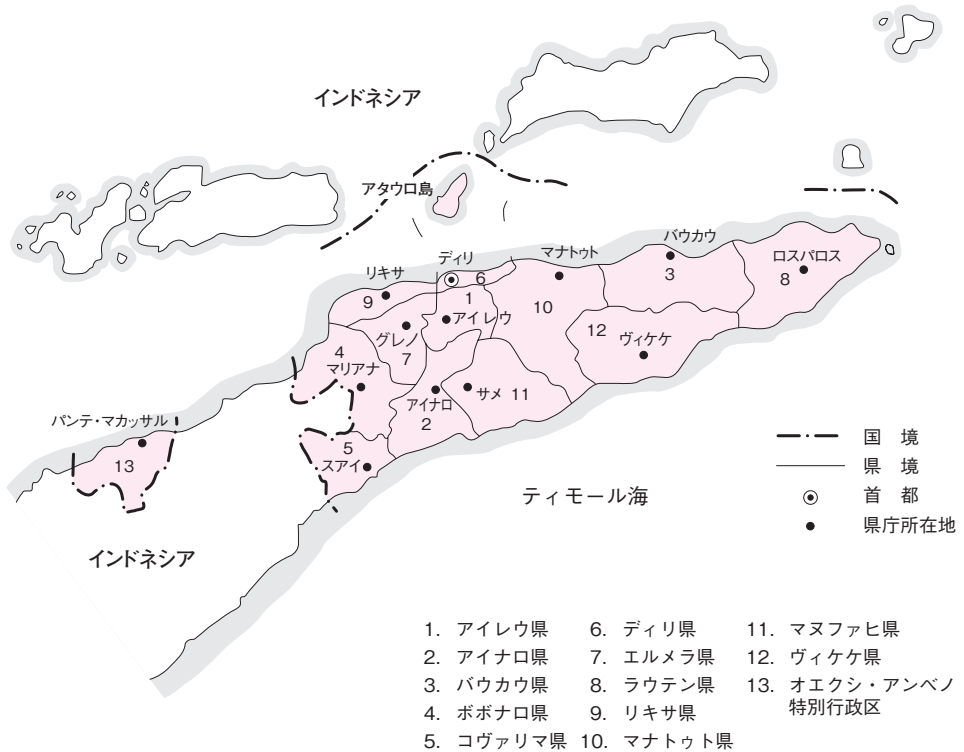 インドネシア
アタウロ島
ディリ
マナトゥト
バウカウ
ロスパロス
リキサ
6
3
8
9
1
アイレウ
10
グレノ
7
12
ヴィケケ
4
マリアナ
アイナロ
2
サメ 11
パンテ・マカッサル
13
5
スアイ
ティモール海
インドネシア
国 境
県 境
首 都
県庁所在地
1. アイレウ県 6. ディリ県 11. マヌファヒ県
2. アイナロ県 7. エルメラ県 12. ヴィケケ県
3. バウカウ県 8. ラウテン県 13. オエクシ・アンベノ
特別行政区
4. ボボナロ県 9. リキサ県
5. コヴァリマ県 10. マナトゥト県